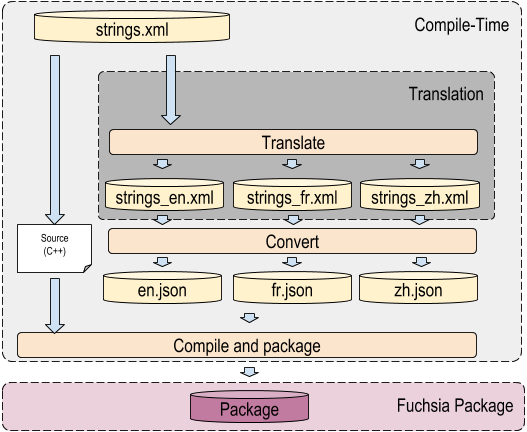 strings.xml
Compile-Time
Translation
Translate
strings_en.xml
strings_fr.xml
strings_zh.xml
Source
(C++)
Convert
en.json
fr.json
zh.json
Compile and package
Package
Fuchsia Package